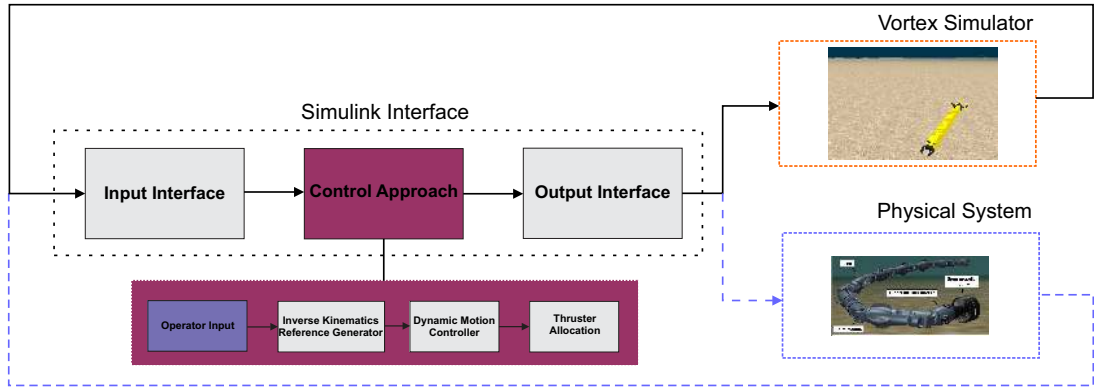 Vortex Simulator
Simulink Interface
Input Interface
Control Approach
Output Interface
Physical System
Operator Input
Inverse Kinematics
Reference Generator
Dynamic Motion
Controller
Thruster
Allocation